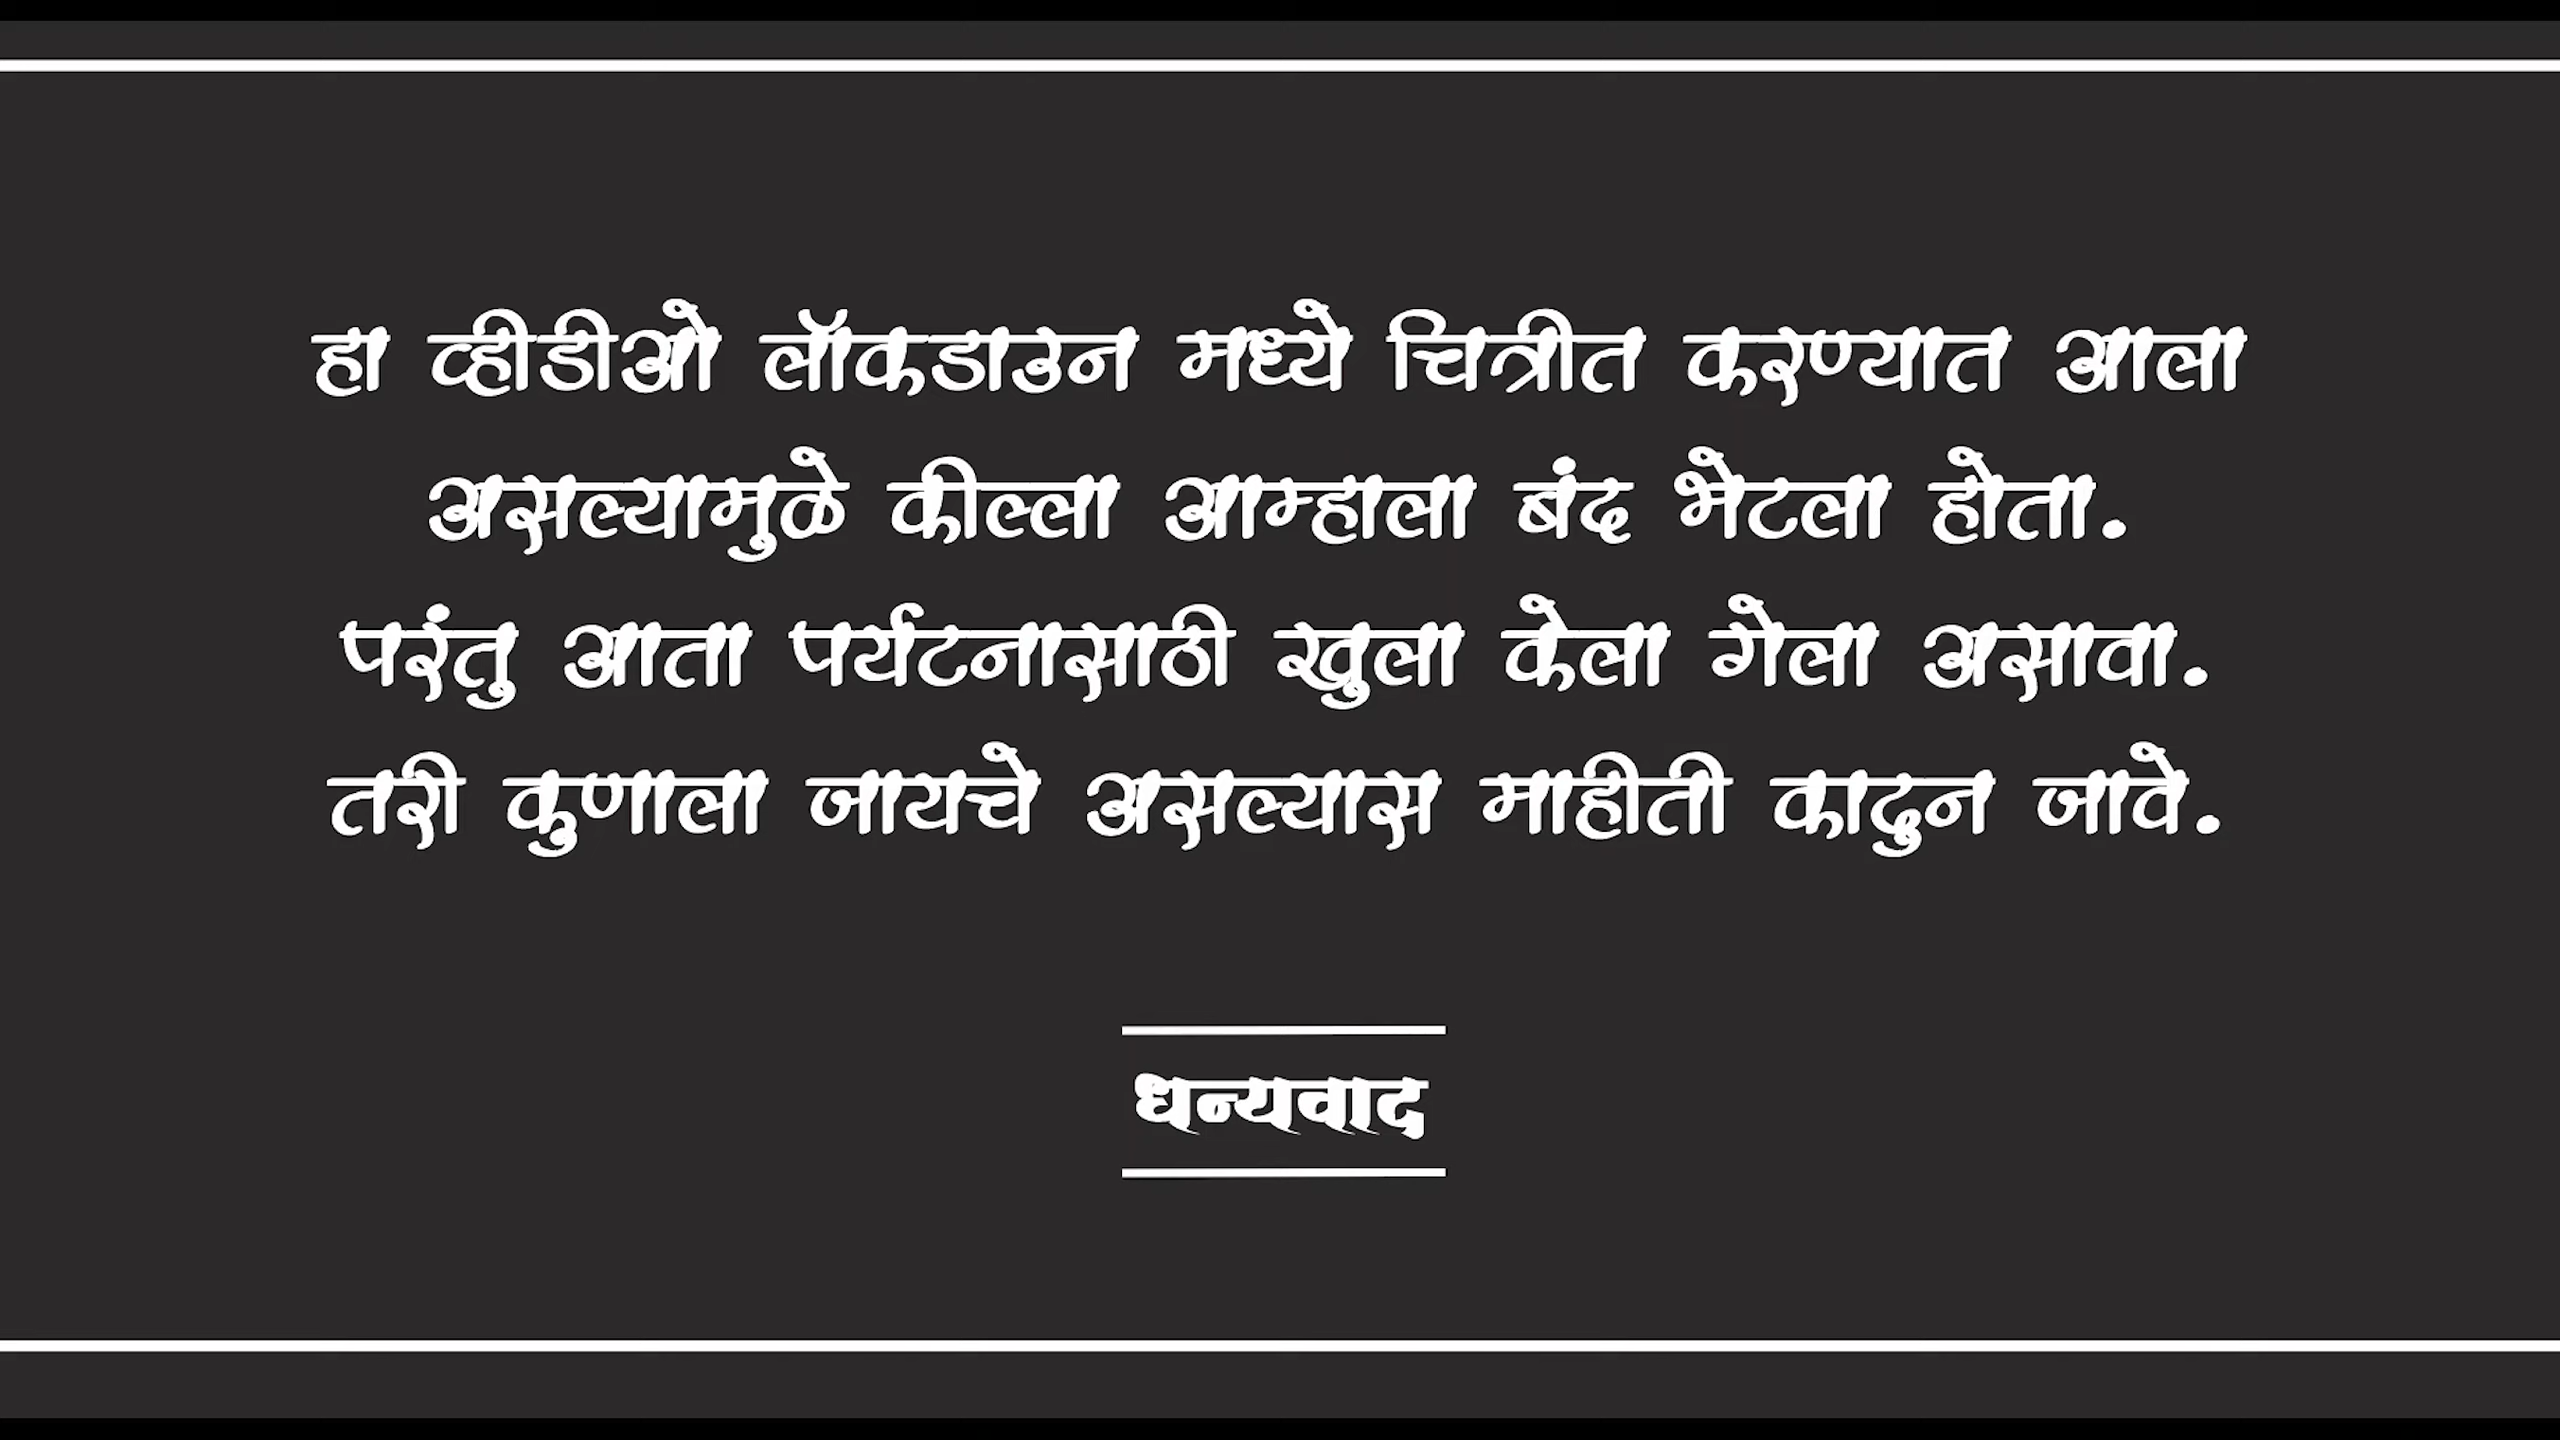 हा व्हीडीओ लॉकडाउन मध्ये चित्रीत करण्यात आला
असल्यामुळे कील्ला आम्हाला बंद भेटला होता.
परंतु आता पर्यटनासाठी खुला केला गेला असावा.
तरी कुणाला जायचे असल्यास माहीती कादुन जावे.
धन्यवाद